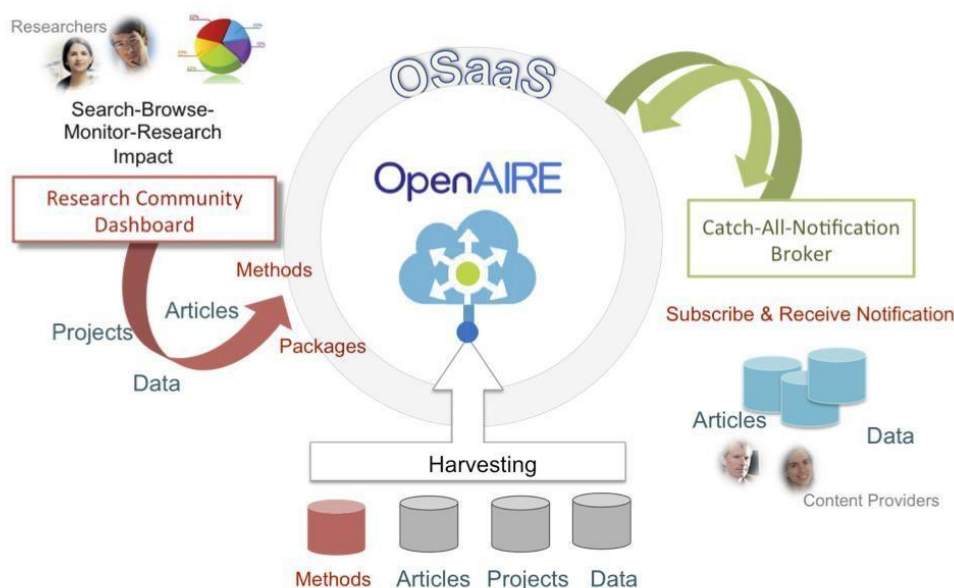 Researchers
Search-Browse-
Monitor-Research
Impact
Research Community
Dashboard
Methods
Articles
Projects
Packages
Data
OSaaS
OpenAIRE
Catch-All-Notification
Broker
Subscribe & Receive Notification
Articles
Data
Content Providers
Harvesting
Methods
Articles
Projects
Data